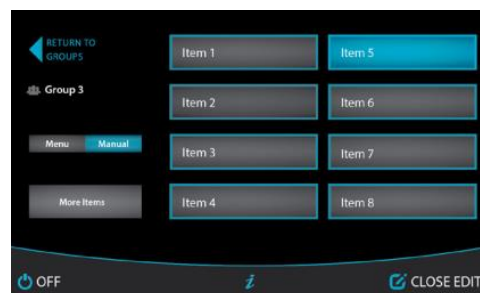 RETURN TO
GROUPS
Group 3
Menu Manual
More Items
Item 1
Item 5
Item 2
Item 6
Item 3
Item 7
Item 4
Item 8
OFF
i
CLOSE EDIT